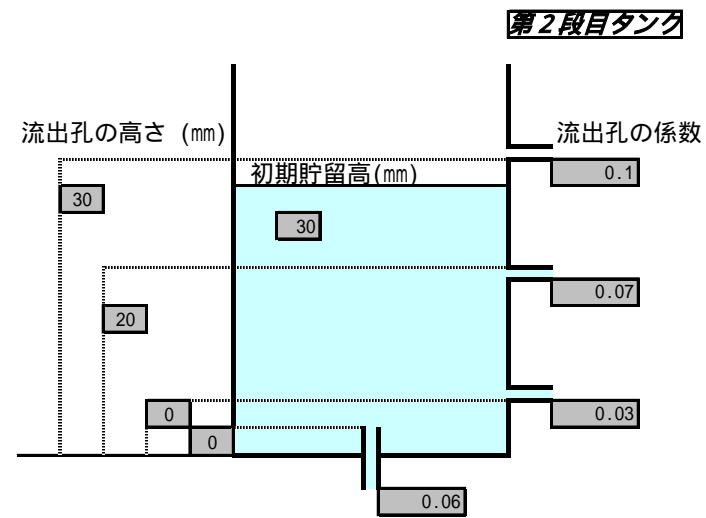 第２段目タンク
流出孔の高さ (㎜)
流出孔の係数
初期貯留高(㎜)
0.1
30
30
0.07
20
0
0.03
0
0.06